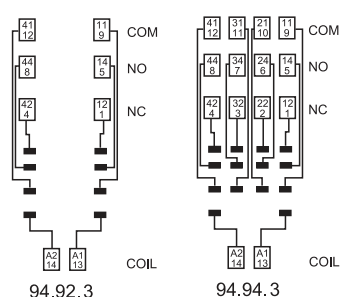 41 11 41 31 21 11
12 9 COM 12 11 10 9 COM
44 14 44 34 24 14
8 5 NO 8 7 6 5 NO
42 12 42 32 22 12
4 1 NC 4 3 2 1 NC
A2 A1 A2 A1
14 13 COIL 14 13 COIL
94.92.3 94.94.3